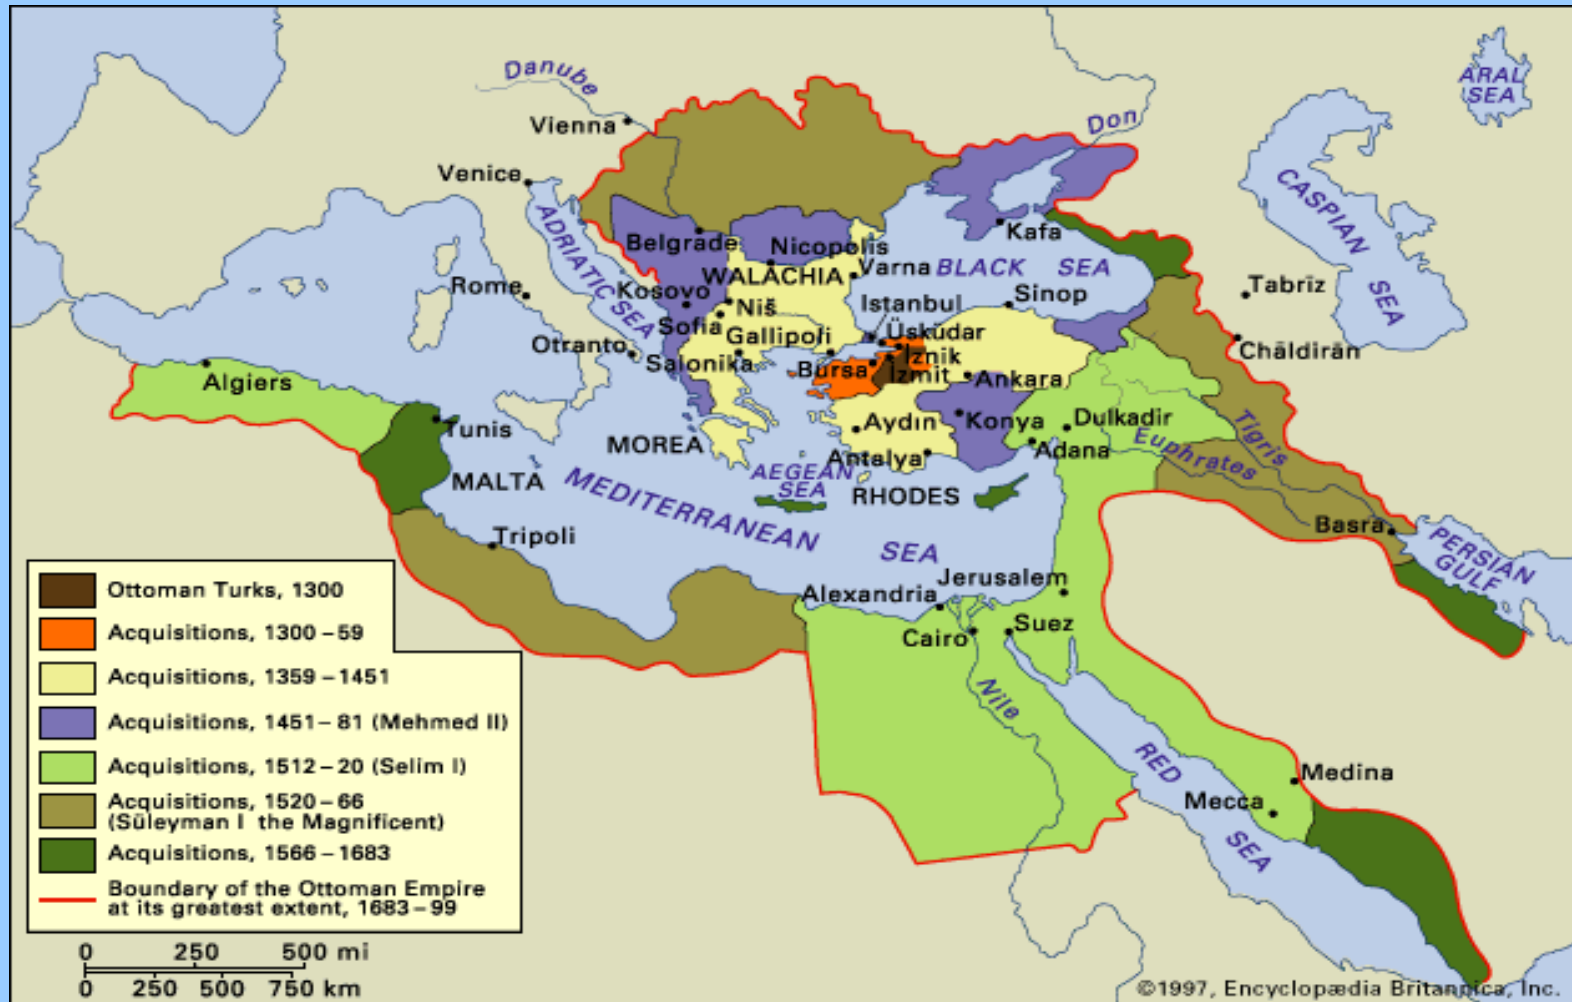 Danube
Vienna
Venice
Don
ARAL
SEA
CASPIAN
SEA
ADRIATIC SEA
Belgrade
Nicopolis
WALACHIA
Varna
BLACK SEA
Kafa
Rome
Kosovo
Niš
Sofia
Istanbul
Sinop
Tabrīz
Otranto
Gallipoli
Üsküdar
Salonika
Bursa
İznik
İzmit
Ankara
Chāldirān
Algiers
Tunis
MOREA
Aydın
Konya
Dulkadir
Antalya
Adana
Euphrates
Tigris
MALTA
AEGEAN
SEA
RHODES
MEDITERRANEAN SEA
Tripoli
Basra
PERSIAN
GULF
Alexandria
Jerusalem
Cairo
Suez
Nile
RED SEA
Medina
Mecca
Ottoman Turks, 1300
Acquisitions, 1300–59
Acquisitions, 1359–1451
Acquisitions, 1451–81 (Mehmed II)
Acquisitions, 1512–20 (Selim I)
Acquisitions, 1520–66
(Süleyman I the Magnificent)
Acquisitions, 1566–1683
Boundary of the Ottoman Empire
at its greatest extent, 1683–99
0 250 500 mi
0 250 500 750 km
©1997, Encyclopædia Britannica, Inc.